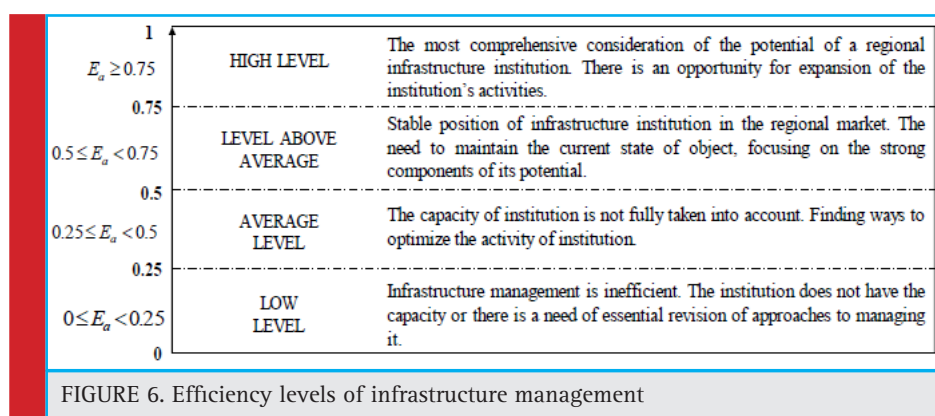 1
E_a ≥ 0.75
HIGH LEVEL
The most comprehensive consideration of the potential of a regional
infrastructure institution. There is an opportunity for expansion of the
institution's activities.
0.75
0.5 ≤ E_a < 0.75
LEVEL ABOVE
AVERAGE
Stable position of infrastructure institution in the regional market. The
need to maintain the current state of object, focusing on the strong
components of its potential.
0.5
0.25 ≤ E_a < 0.5
AVERAGE
LEVEL
The capacity of institution is not fully taken into account. Finding ways to
optimize the activity of institution.
0.25
0 ≤ E_a < 0.25
LOW
LEVEL
Infrastructure management is inefficient. The institution does not have the
capacity or there is a need of essential revision of approaches to managing
it.
0
FIGURE 6. Efficiency levels of infrastructure management